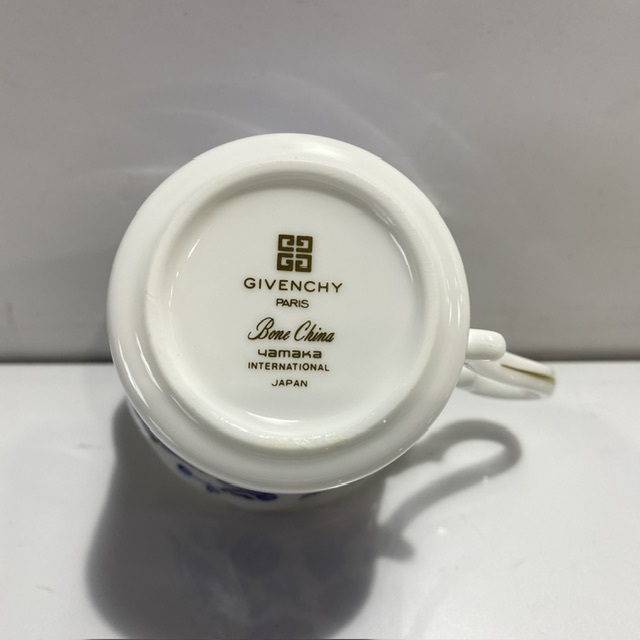 GIVENCHY
PARIS
Bone China
yamaka
INTERNATIONAL
JAPAN